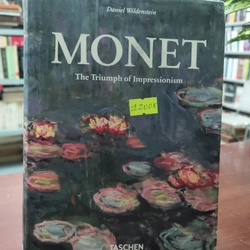 Daniel Wildenstein
MONET
The Triumph of Impressionism
TASCHEN